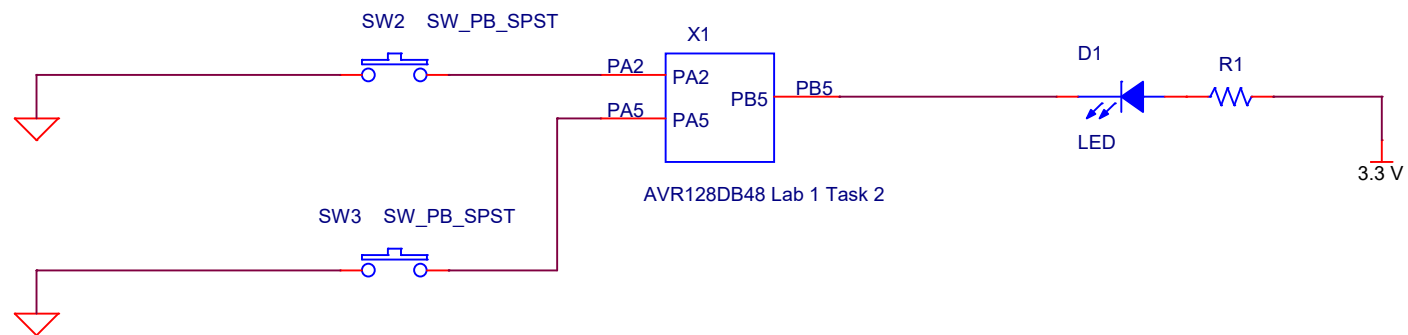 SW2 SW_PB_SPST
X1
D1
R1
PA2
PA2
PB5
PB5
PA5
PA5
LED
3.3 V
AVR128DB48 Lab 1 Task 2
SW3 SW_PB_SPST